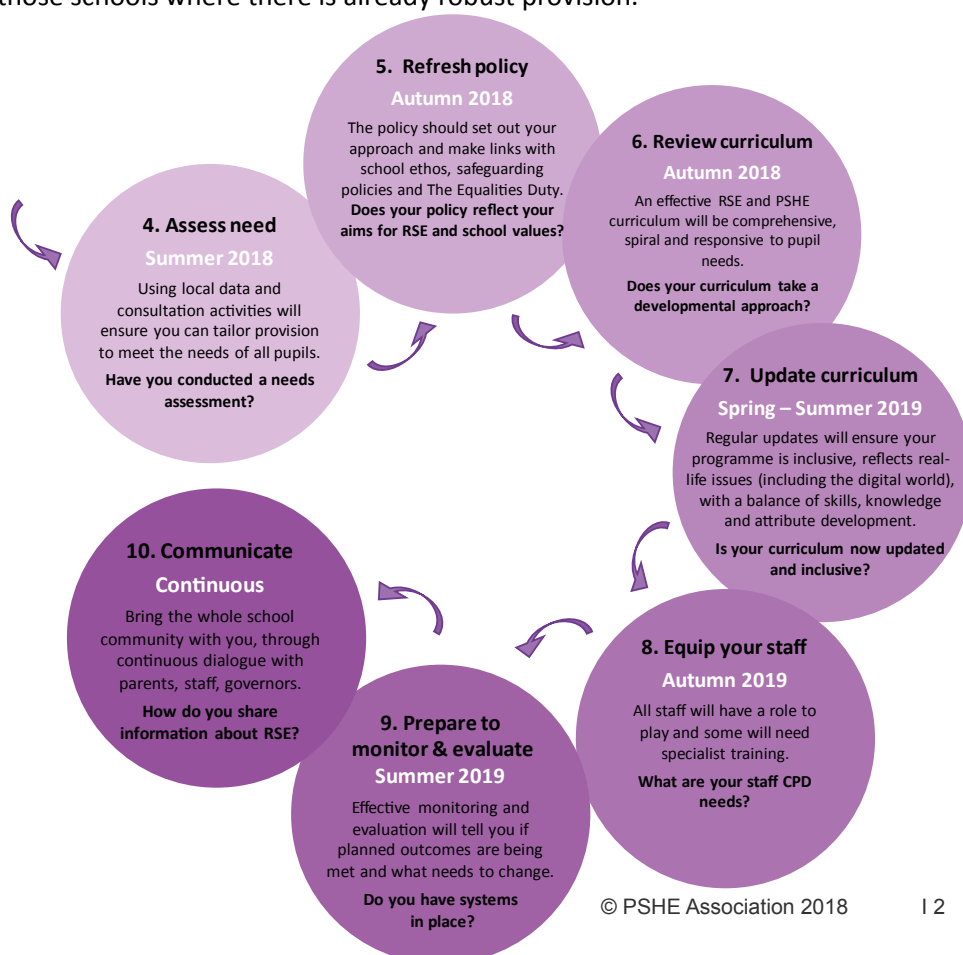 those schools where there is already robust provision.
4. Assess need
Summer 2018
Using local data and
consultation activities will
ensure you can tailor provision
to meet the needs of all pupils.
Have you conducted a needs
assessment?
5. Refresh policy
Autumn 2018
The policy should set out your
approach and make links with
school ethos, safeguarding
policies and The Equalities Duty.
Does your policy reflect your
aims for RSE and school values?
6. Review curriculum
Autumn 2018
An effective RSE and PSHE
curriculum will be comprehensive,
spiral and responsive to pupil
needs.
Does your curriculum take a
developmental approach?
7. Update curriculum
Spring – Summer 2019
Regular updates will ensure your
programme is inclusive, reflects real-
life issues (including the digital world),
with a balance of skills, knowledge
and attribute development.
Is your curriculum now updated
and inclusive?
8. Equip your staff
Autumn 2019
All staff will have a role to
play and some will need
specialist training.
What are your staff CPD
needs?
9. Prepare to
monitor & evaluate
Summer 2019
Effective monitoring and
evaluation will tell you if
planned outcomes are being
met and what needs to change.
Do you have systems
in place?
10. Communicate
Continuous
Bring the whole school
community with you, through
continuous dialogue with
parents, staff, governors.
How do you share
information about RSE?
© PSHE Association 2018 l 2